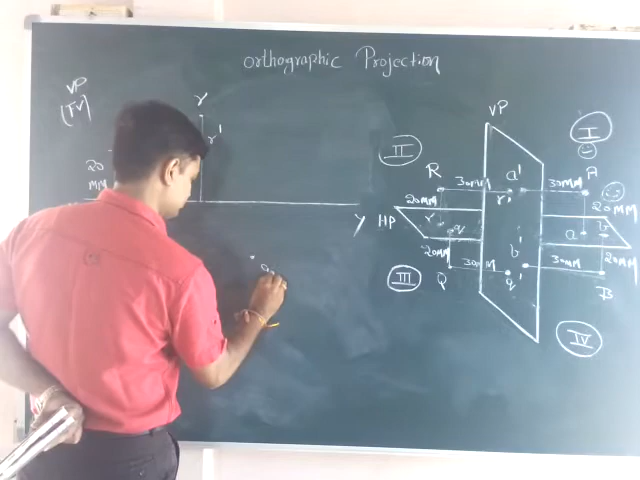 Orthographic Projection
VP
(FV)
r
r'
20
MM
Y
a
VP
II
I
R
30MM
a'
r'
30MM
A
20MM
20MM
HP
r
q
a
b
20MM
b'
20MM
30MM
30MM
III
Q
q'
B
IV